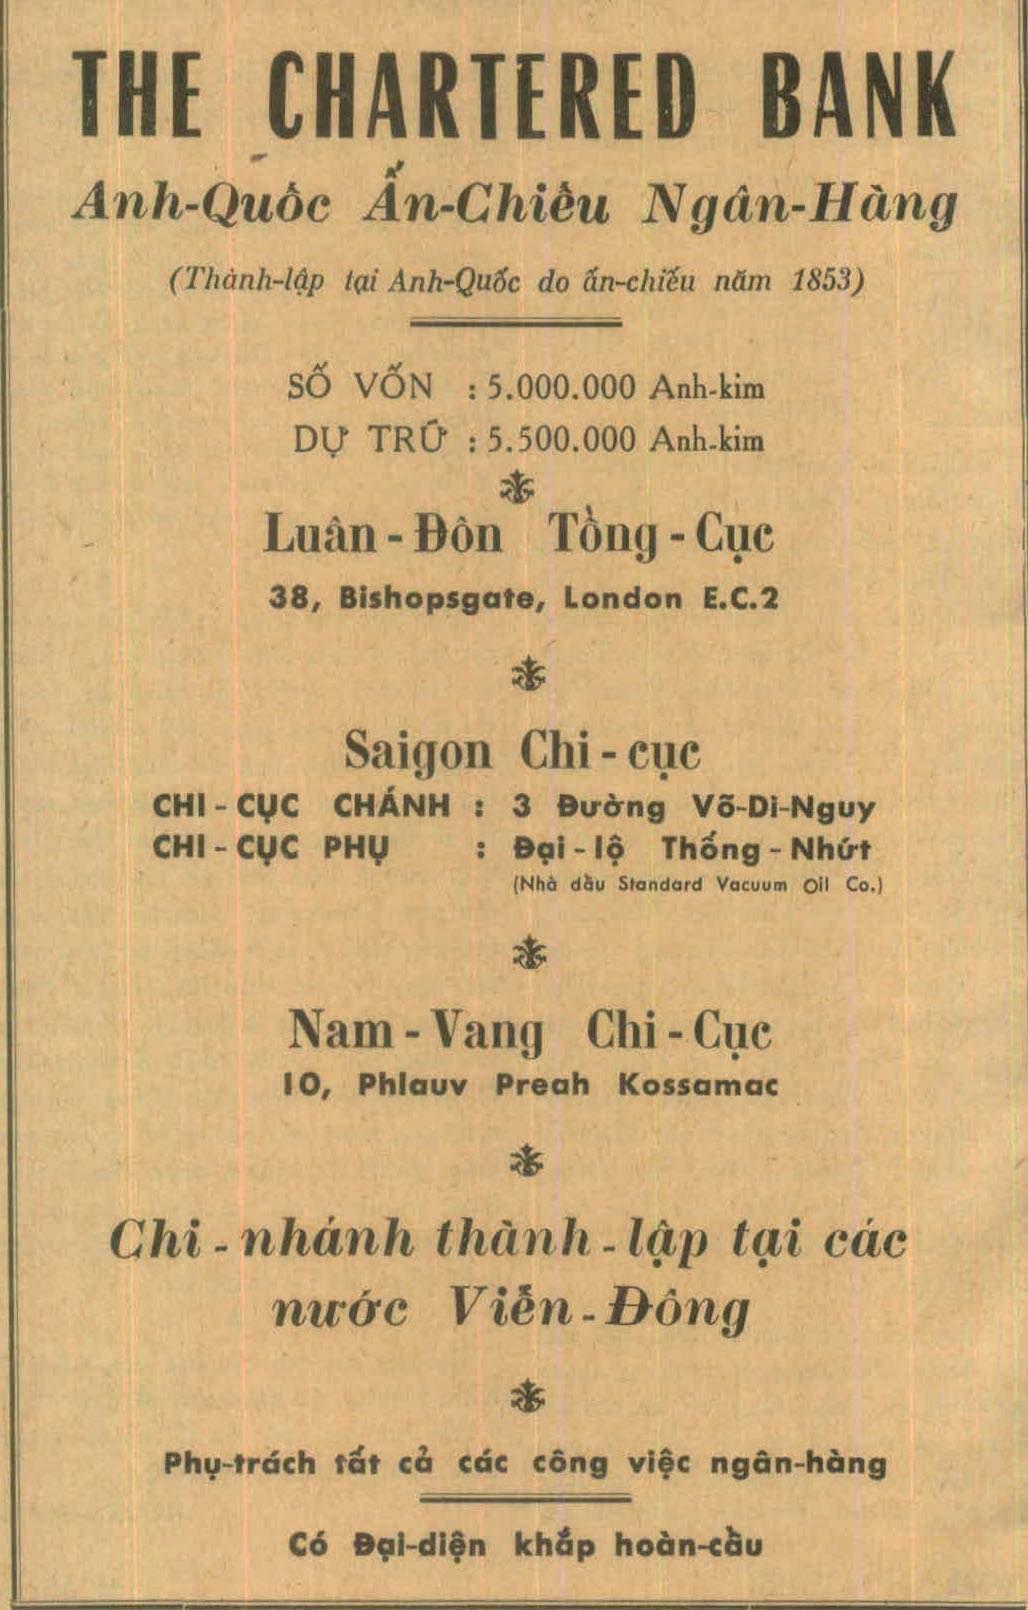 THE CHARTERED BANK
Anh-Quốc Ấn-Chiếu Ngân-Hàng
(Thành-lập tại Anh-Quốc do ấn-chiếu năm 1853)
SỐ VỐN : 5.000.000 Anh-kim
DỰ TRỮ : 5.500.000 Anh-kim
Luân-Đôn Tổng-Cục
38, Bishopsgate, London E.C.2
Saigon Chi-cục
CHI-CỤC CHÁNH : 3 Đường Võ-Di-Nguy
CHI-CỤC PHỤ : Đại-lộ Thống-Nhứt
(Nhà dầu Standard Vacuum Oil Co.)
Nam-Vang Chi-Cục
10, Phlauv Preah Kossamac
Chi-nhánh thành-lập tại các
nước Viễn-Đông
Phụ-trách tất cả các công việc ngân-hàng
Có Đại-diện khắp hoàn-cầu